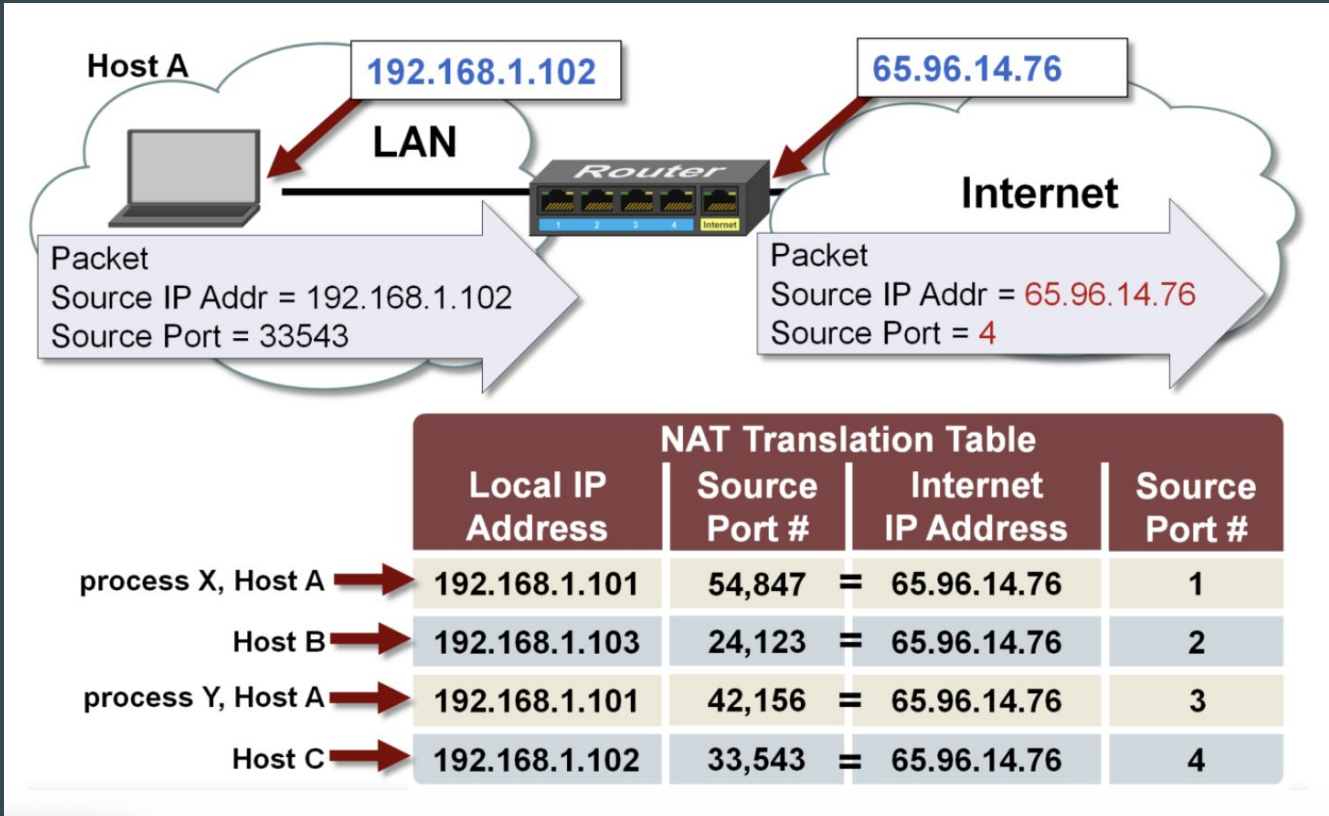 Host A
192.168.1.102
65.96.14.76
LAN
Router
Internet
1 2 3 4 Internet
Packet
Source IP Addr = 192.168.1.102
Source Port = 33543
Packet
Source IP Addr = 65.96.14.76
Source Port = 4
NAT Translation Table
Local IP Address Source Port # Internet IP Address Source Port #
process X, Host A 192.168.1.101 54,847 = 65.96.14.76 1
Host B 192.168.1.103 24,123 = 65.96.14.76 2
process Y, Host A 192.168.1.101 42,156 = 65.96.14.76 3
Host C 192.168.1.102 33,543 = 65.96.14.76 4